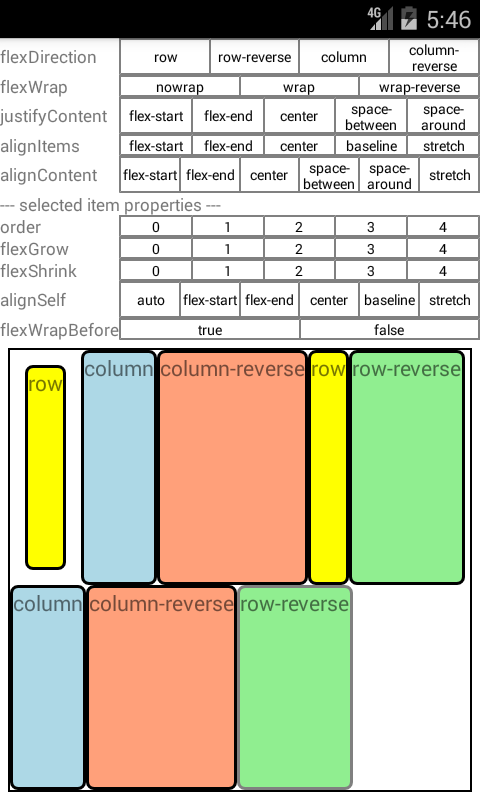 4G 5:46
flexDirection row row-reverse column column-
reverse
flexWrap nowrap wrap wrap-reverse
justifyContent flex-start flex-end center space-
between space-
around
alignItems flex-start flex-end center baseline stretch
alignContent flex-start flex-end center space-
between space-
around stretch
--- selected item properties ---
order 0 1 2 3 4
flexGrow 0 1 2 3 4
flexShrink 0 1 2 3 4
alignSelf auto flex-start flex-end center baseline stretch
flexWrapBefore true false
row column column-reverse row row-reverse
column column-reverse row-reverse